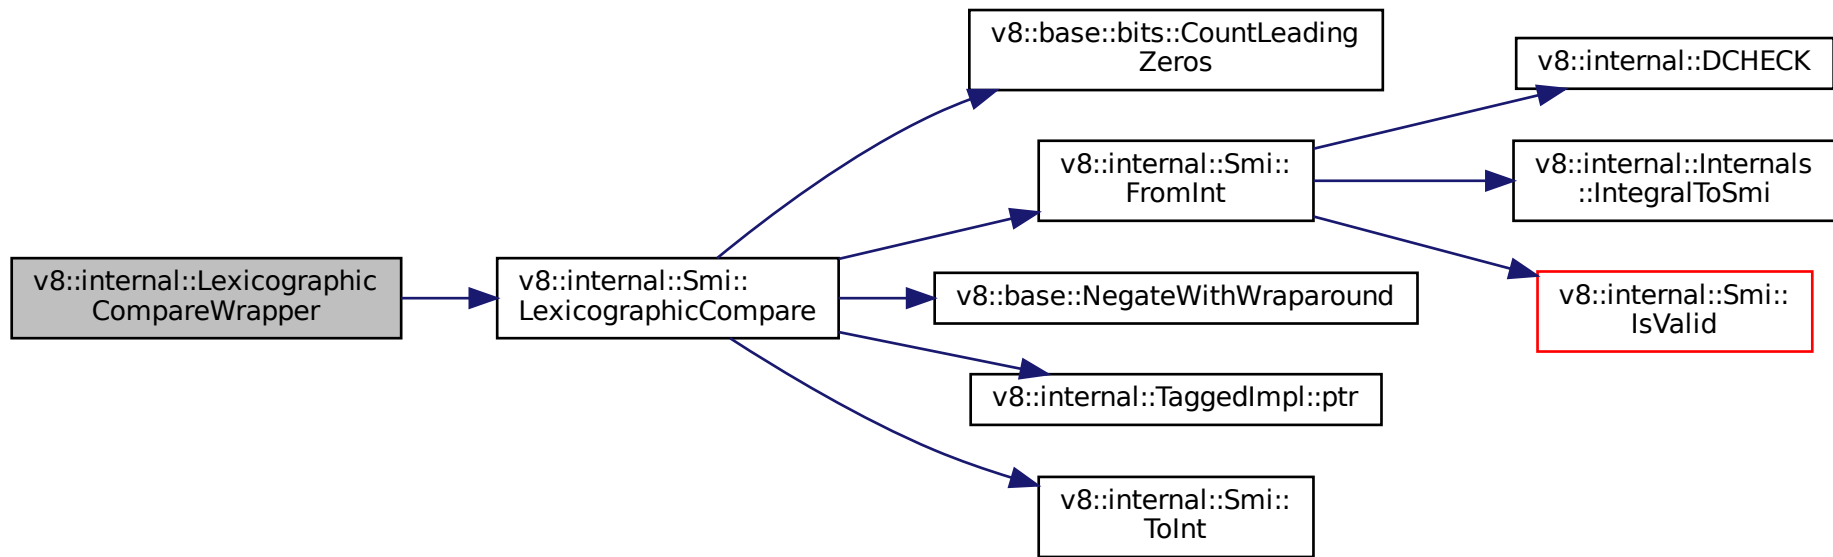 v8::internal::Lexicographic
CompareWrapper
v8::internal::Smi::
LexicographicCompare
v8::base::bits::CountLeading
Zeros
v8::internal::Smi::
FromInt
v8::base::NegateWithWraparound
v8::internal::TaggedImpl::ptr
v8::internal::Smi::
ToInt
v8::internal::DCHECK
v8::internal::Internals
::IntegralToSmi
v8::internal::Smi::
IsValid